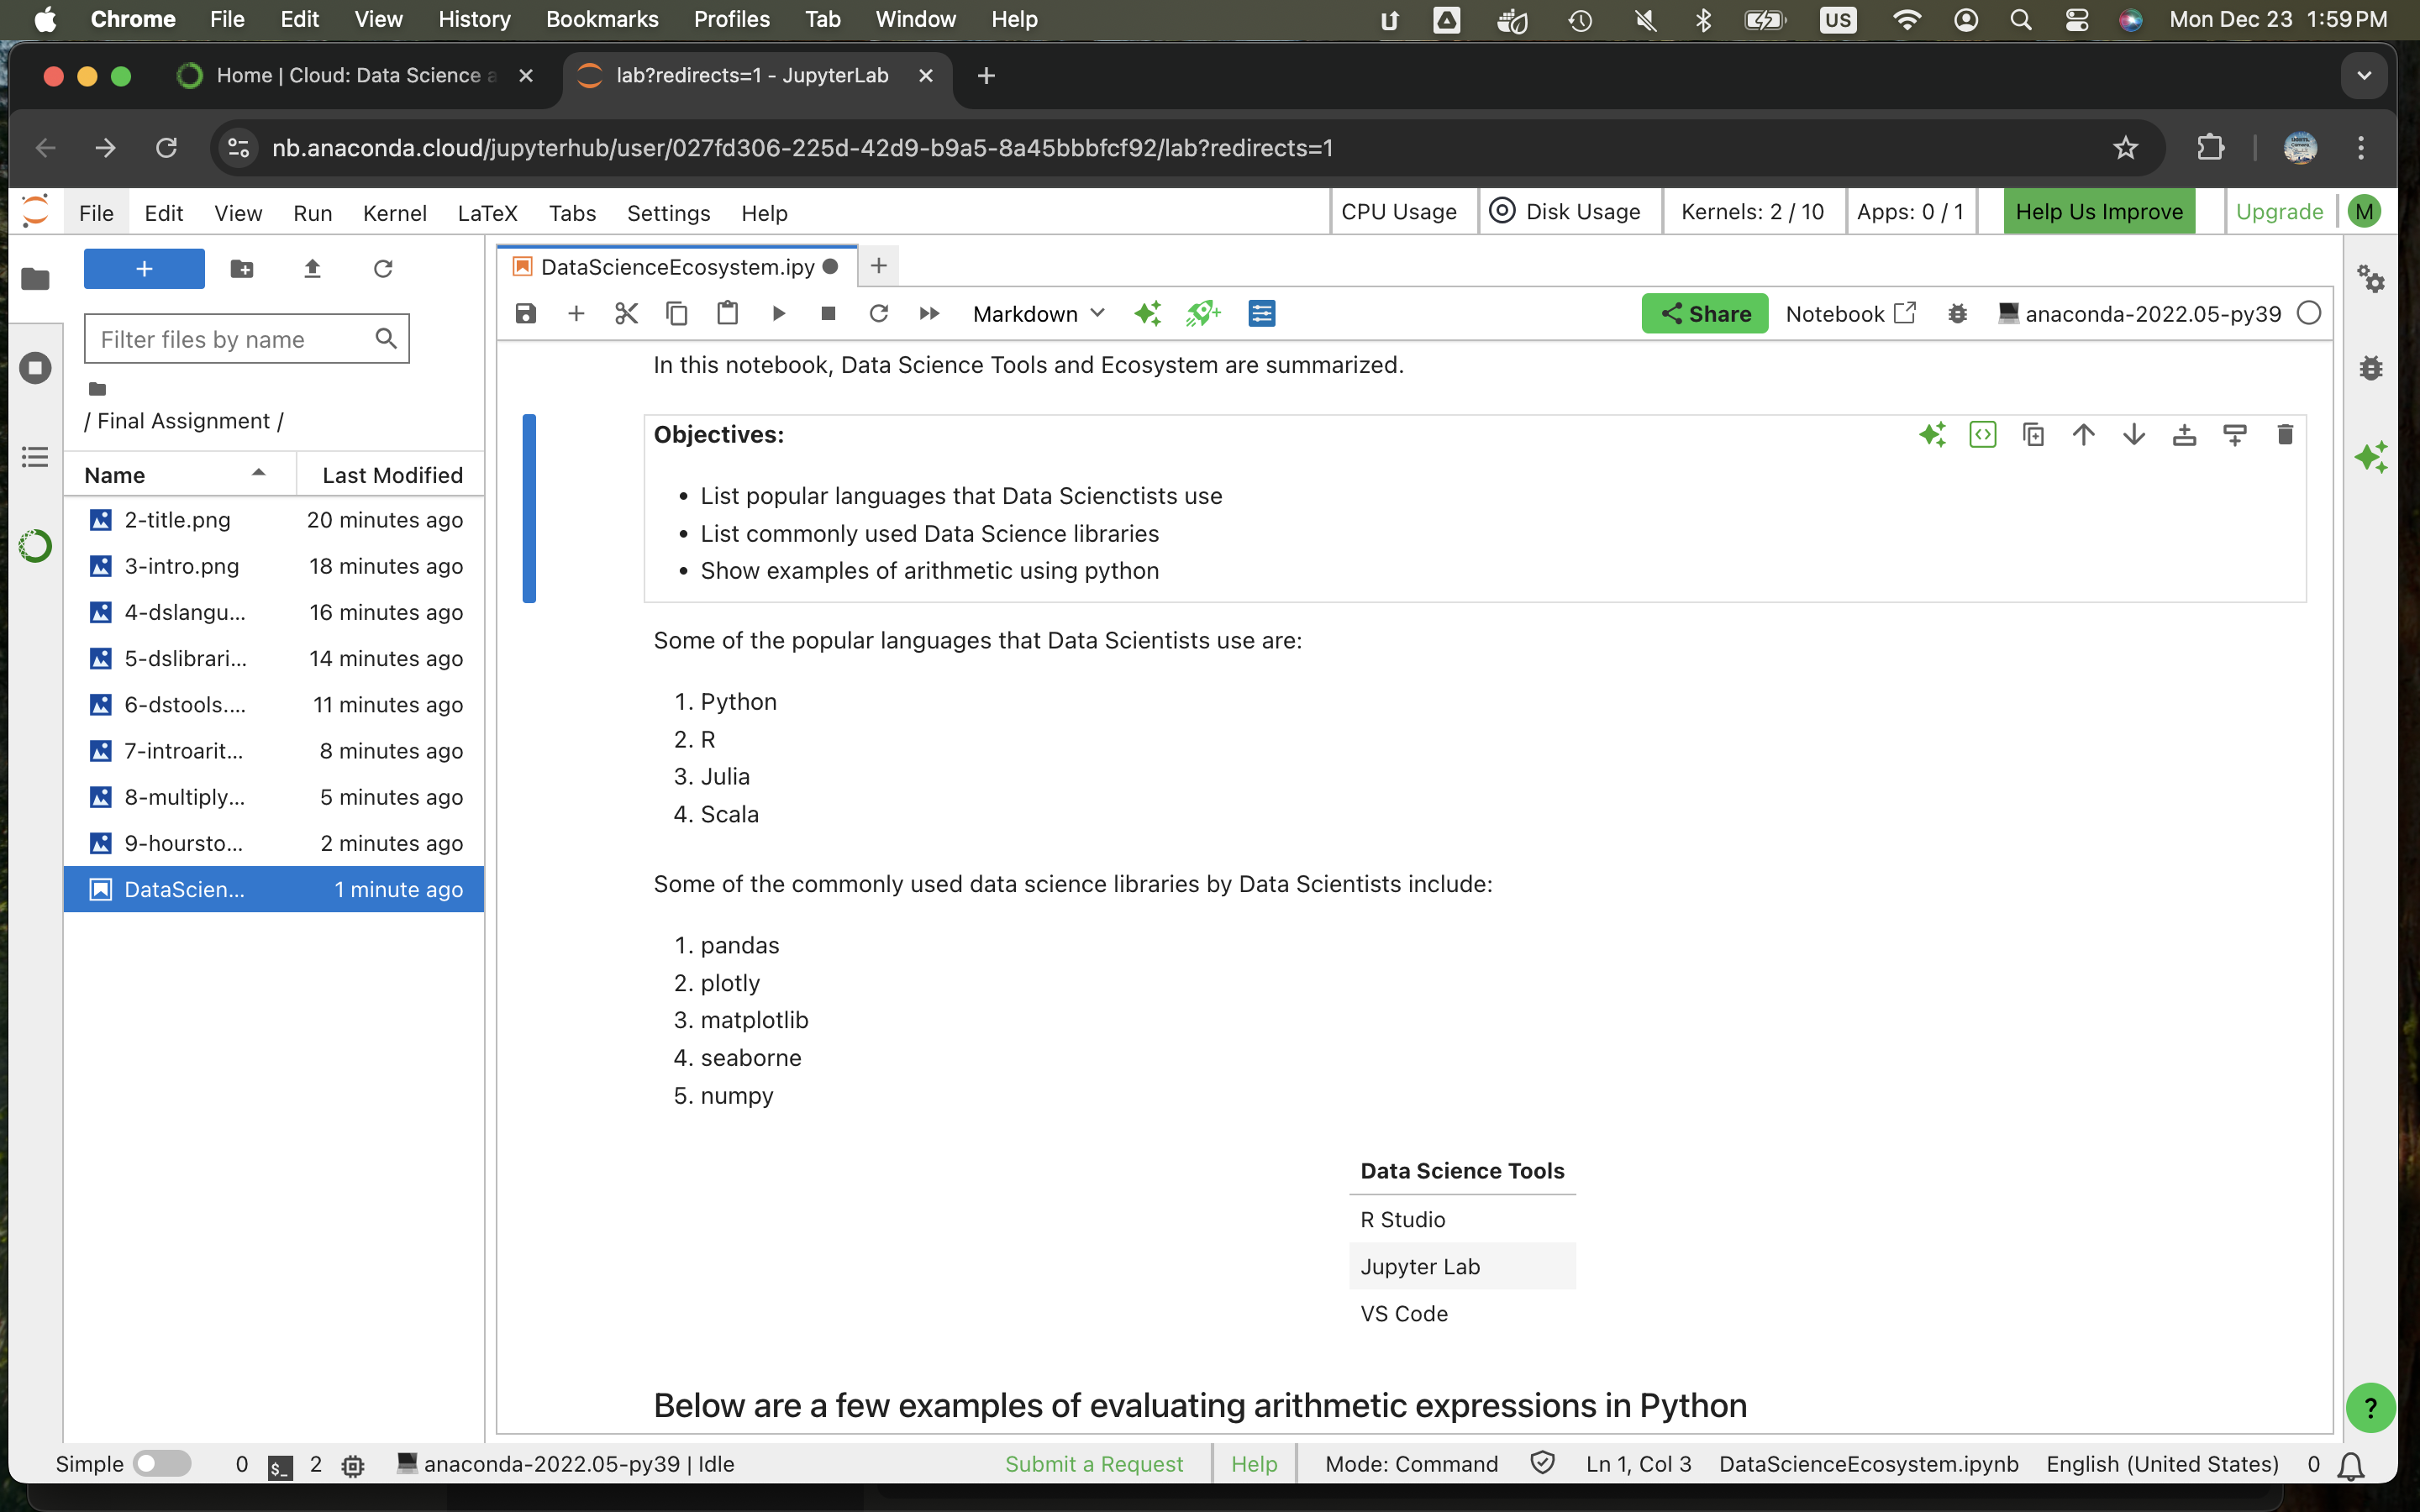 Chrome File Edit View History Bookmarks Profiles Tab Window Help US Mon Dec 23 1:59 PM
Home | Cloud: Data Science a lab?redirects=1 - JupyterLab
nb.anaconda.cloud/jupyterhub/user/027fd306-225d-42d9-b9a5-8a45bbbfcf92/lab?redirects=1
File Edit View Run Kernel LaTeX Tabs Settings Help CPU Usage Disk Usage Kernels: 2 / 10 Apps: 0 / 1 Help Us Improve Upgrade M
DataScienceEcosystem.ipy
Markdown Share Notebook anaconda-2022.05-py39
Filter files by name
/ Final Assignment /
Name Last Modified
2-title.png 20 minutes ago
3-intro.png 18 minutes ago
4-dslangu... 16 minutes ago
5-dslibrari... 14 minutes ago
6-dstools.... 11 minutes ago
7-introarit... 8 minutes ago
8-multiply... 5 minutes ago
9-hoursto... 2 minutes ago
DataScien... 1 minute ago
In this notebook, Data Science Tools and Ecosystem are summarized.
Objectives:
• List popular languages that Data Scienctists use
• List commonly used Data Science libraries
• Show examples of arithmetic using python
Some of the popular languages that Data Scientists use are:
1. Python
2. R
3. Julia
4. Scala
Some of the commonly used data science libraries by Data Scientists include:
1. pandas
2. plotly
3. matplotlib
4. seaborne
5. numpy
Data Science Tools
R Studio
Jupyter Lab
VS Code
Below are a few examples of evaluating arithmetic expressions in Python
?
Simple 0 $_ 2 anaconda-2022.05-py39 | Idle Submit a Request Help Mode: Command Ln 1, Col 3 DataScienceEcosystem.ipynb English (United States) 0